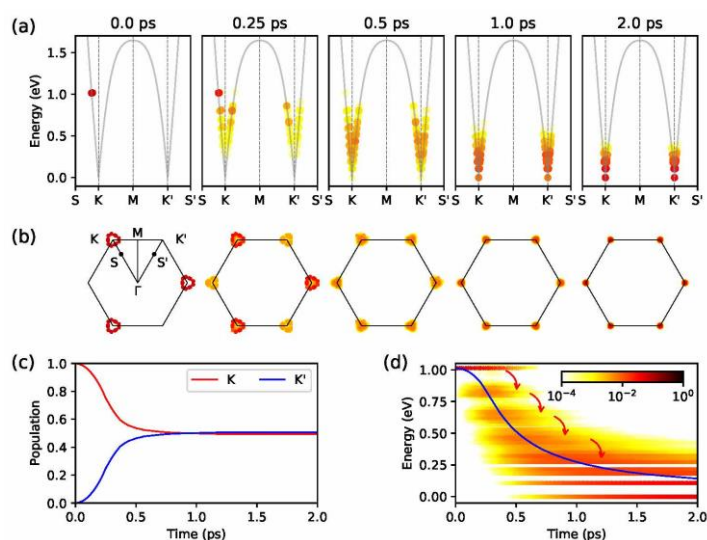 (a)
0.0 ps 0.25 ps 0.5 ps 1.0 ps 2.0 ps
Energy (eV)
1.5
1.0
0.5
0.0
S K M K' S' S K M K' S' S K M K' S' S K M K' S' S K M K' S'
(b)
K M K'
S S'
Γ
(c)
Population
1.0
0.8
0.6
0.4
0.2
0.0
K K'
0.0 0.5 1.0 1.5 2.0
Time (ps)
(d)
Energy (eV)
1.00
0.75
0.50
0.25
0.00
10⁻⁴ 10⁻² 10⁰
0.0 0.5 1.0 1.5 2.0
Time (ps)